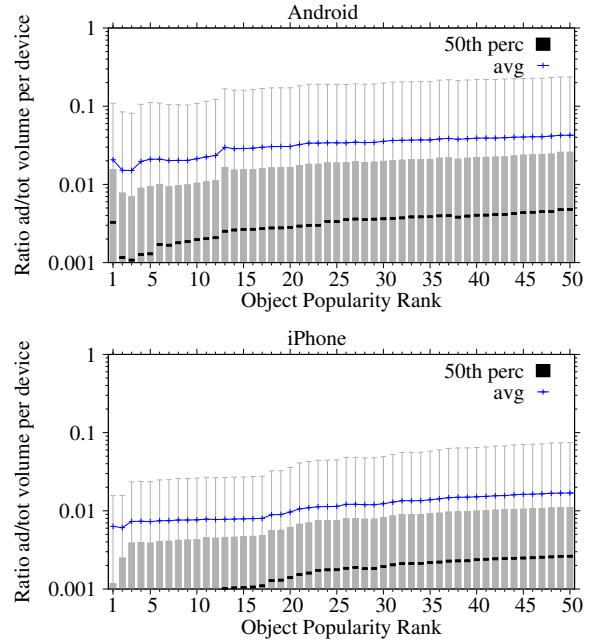 Android
Ratio ad/tot volume per device
1
0.1
0.01
0.001
50th perc
avg
1 5 10 15 20 25 30 35 40 45 50
Object Popularity Rank
iPhone
Ratio ad/tot volume per device
1
0.1
0.01
0.001
50th perc
avg
1 5 10 15 20 25 30 35 40 45 50
Object Popularity Rank